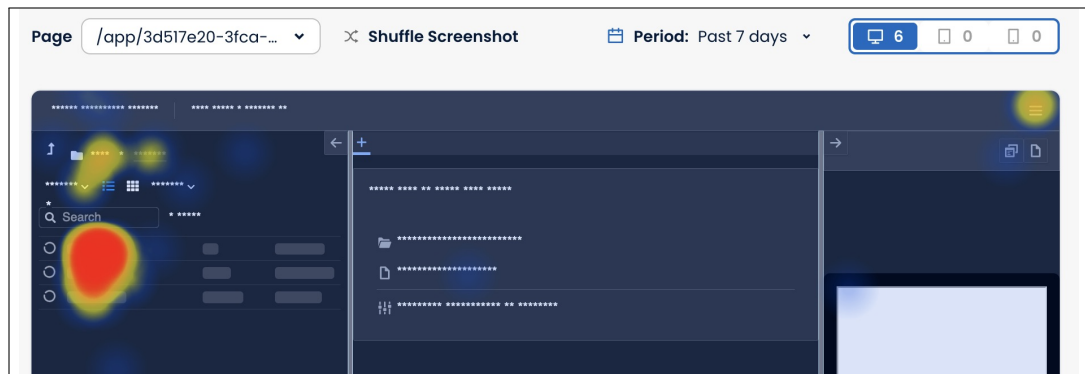 Page /app/3d517e20-3fca-... Shuffle Screenshot Period: Past 7 days 6 0 0
****** ********** ******* **** ***** * ******* **
**** * *******
******* *******
*
Search * *****
***** **** ** ***** **** *****
*************************
********************
********* *********** ** ********